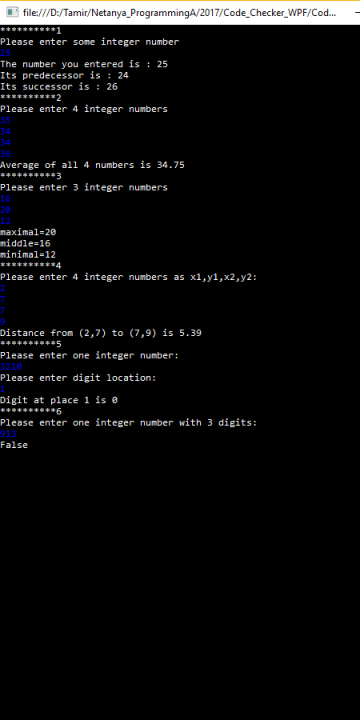 file:///D:/Tamir/Netanya_ProgrammingA/2017/Code_Checker_WPF/Cod...
**********1
Please enter some integer number
25
The number you entered is : 25
Its predecessor is : 24
Its successor is : 26
**********2
Please enter 4 integer numbers
35
34
34
36
Average of all 4 numbers is 34.75
**********3
Please enter 3 integer numbers
16
20
12
maximal=20
middle=16
minimal=12
**********4
Please enter 4 integer numbers as x1,y1,x2,y2:
2
7
7
9
Distance from (2,7) to (7,9) is 5.39
**********5
Please enter one integer number:
3210
Please enter digit location:
1
Digit at place 1 is 0
**********6
Please enter one integer number with 3 digits:
False